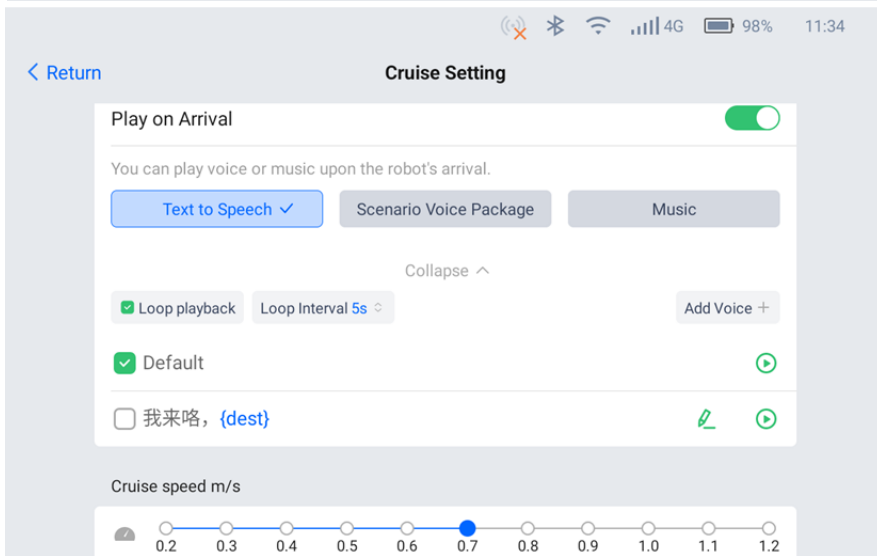 4G 98% 11:34
Return Cruise Setting
Play on Arrival
You can play voice or music upon the robot's arrival.
Text to Speech Scenario Voice Package Music
Collapse
Loop playback Loop Interval 5s Add Voice +
Default
我来咯，{dest}
Cruise speed m/s
0.2 0.3 0.4 0.5 0.6 0.7 0.8 0.9 1.0 1.1 1.2